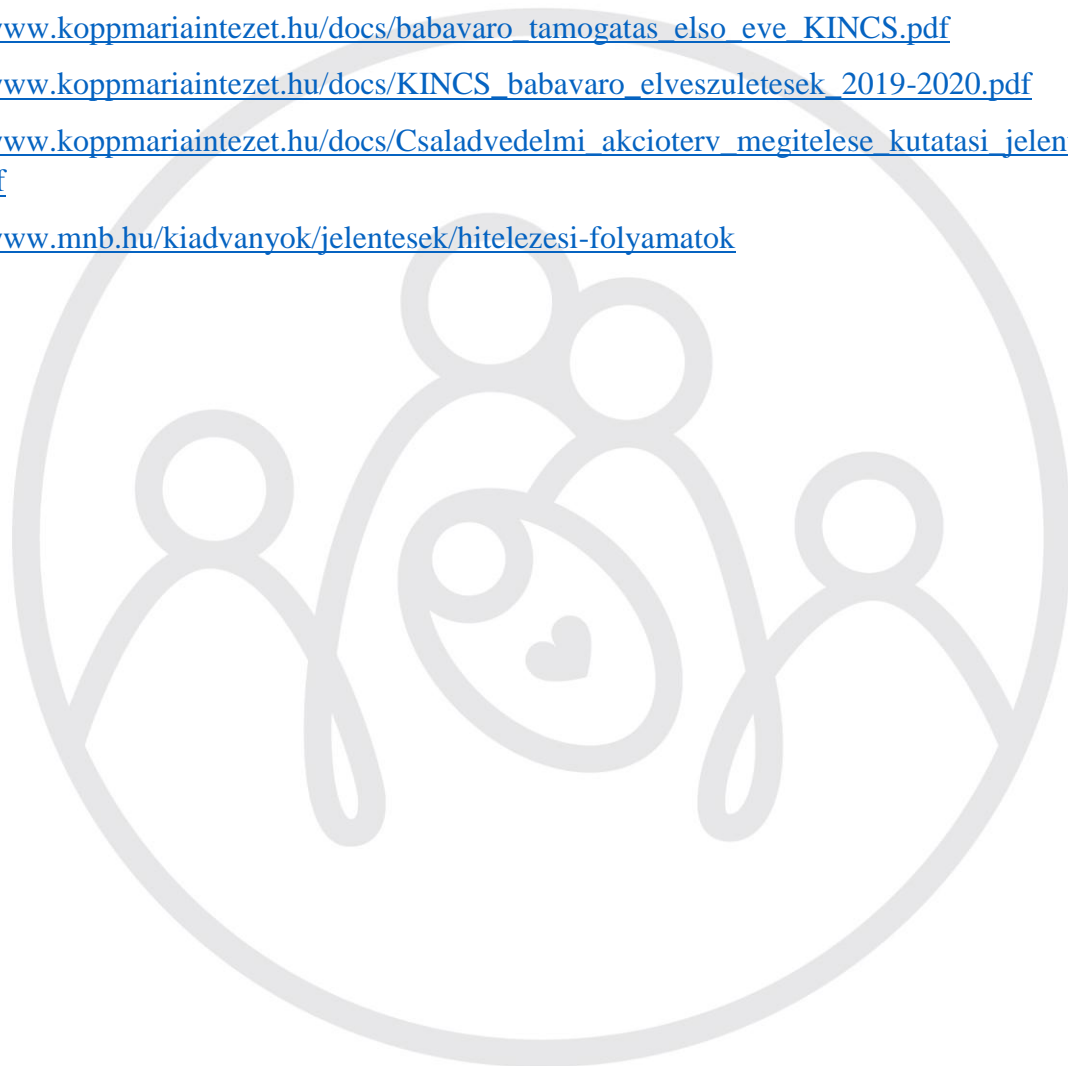 www.koppmariaintezet.hu/docs/babavaro_tamogatas_elso_eve_KINCS.pdf
www.koppmariaintezet.hu/docs/KINCS_babavaro_elveszuletesek_2019-2020.pdf
www.koppmariaintezet.hu/docs/Csaladvedelmi_akcioterv_megitelese_kutatasi_jelen
f
www.mnb.hu/kiadvanyok/jelentesek/hitelezesi-folyamatok